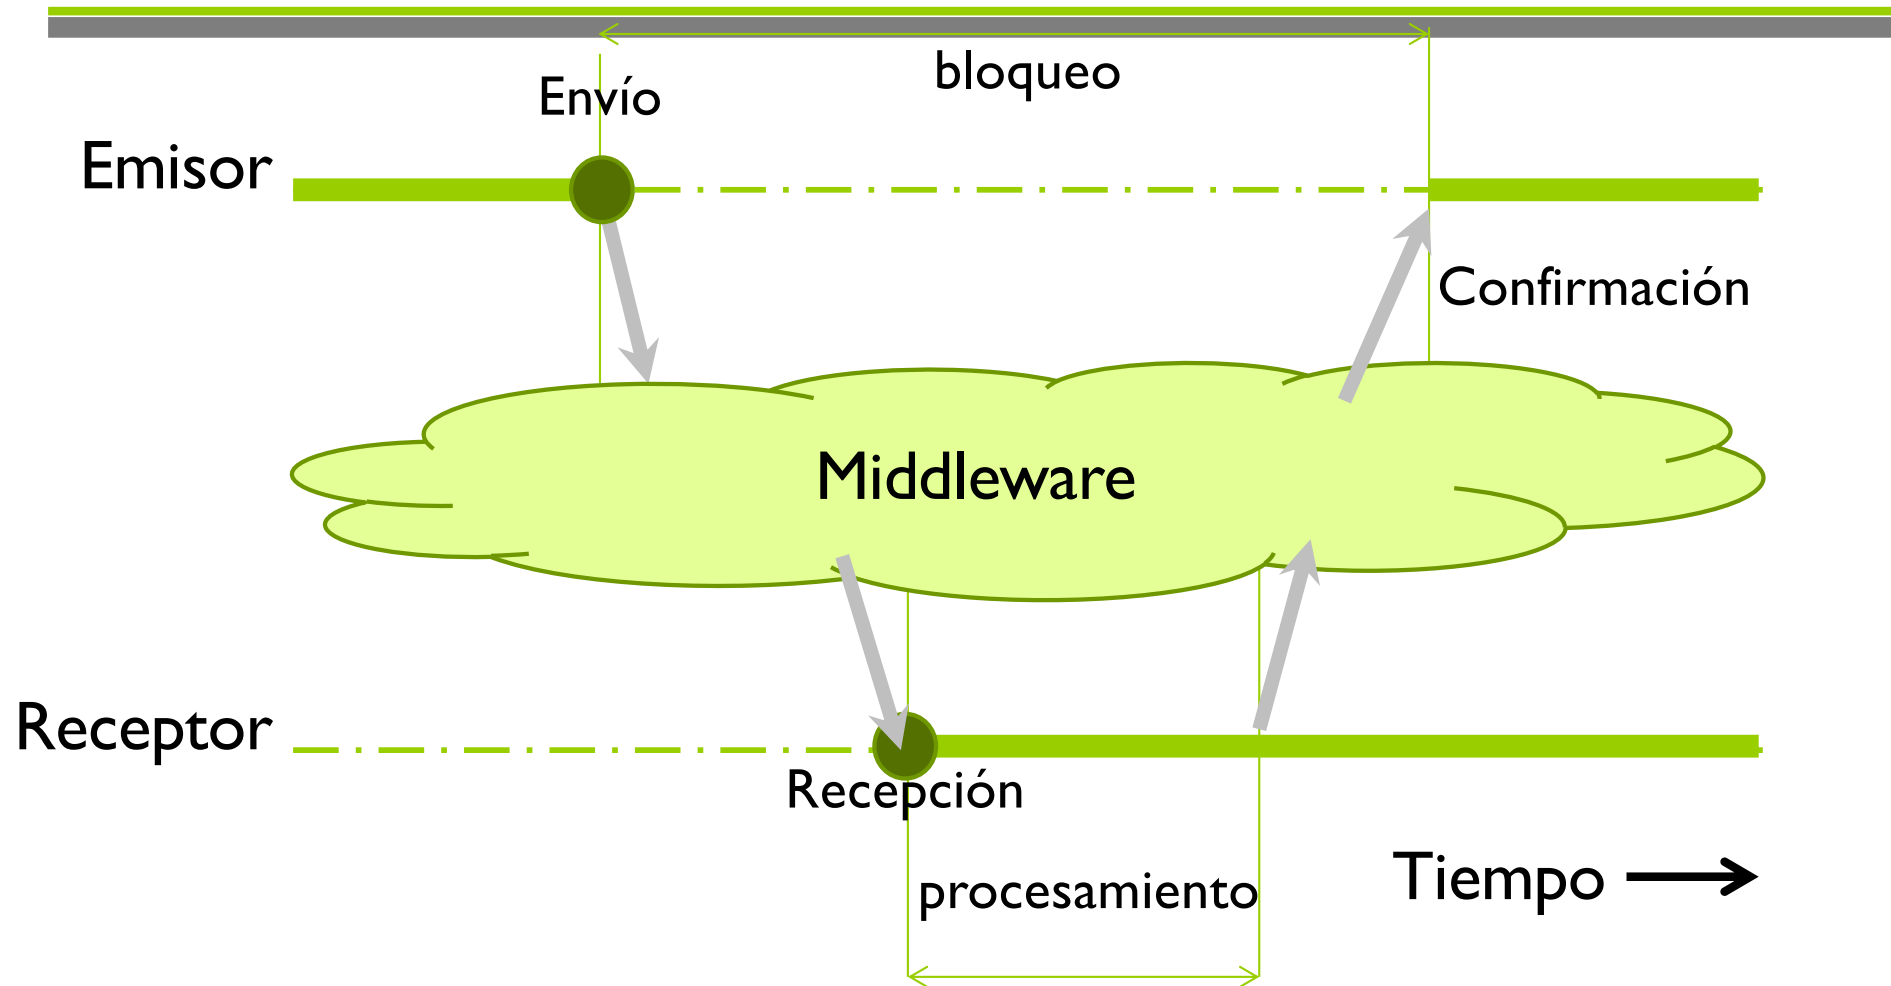 bloqueo
Envío
Emisor
Confirmación
Middleware
Receptor
Recepción
procesamiento
Tiempo